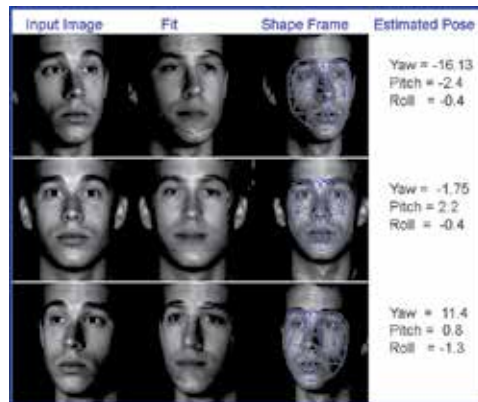 Input Image Fit Shape Frame Estimated Pose
Yaw = -16.13
Pitch = -2.4
Roll = -0.4
Yaw = -1.75
Pitch = 2.2
Roll = -0.4
Yaw = 11.4
Pitch = 0.8
Roll = -1.3